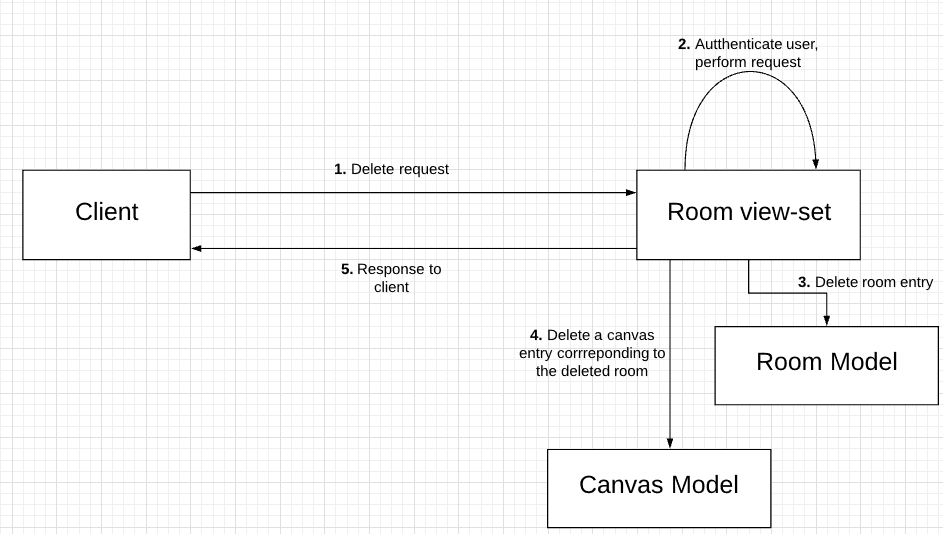 2. Autthenticate user,
perform request
1. Delete request
Client
Room view-set
5. Response to
client
3. Delete room entry
4. Delete a canvas
entry corrreponding to
the deleted room
Room Model
Canvas Model